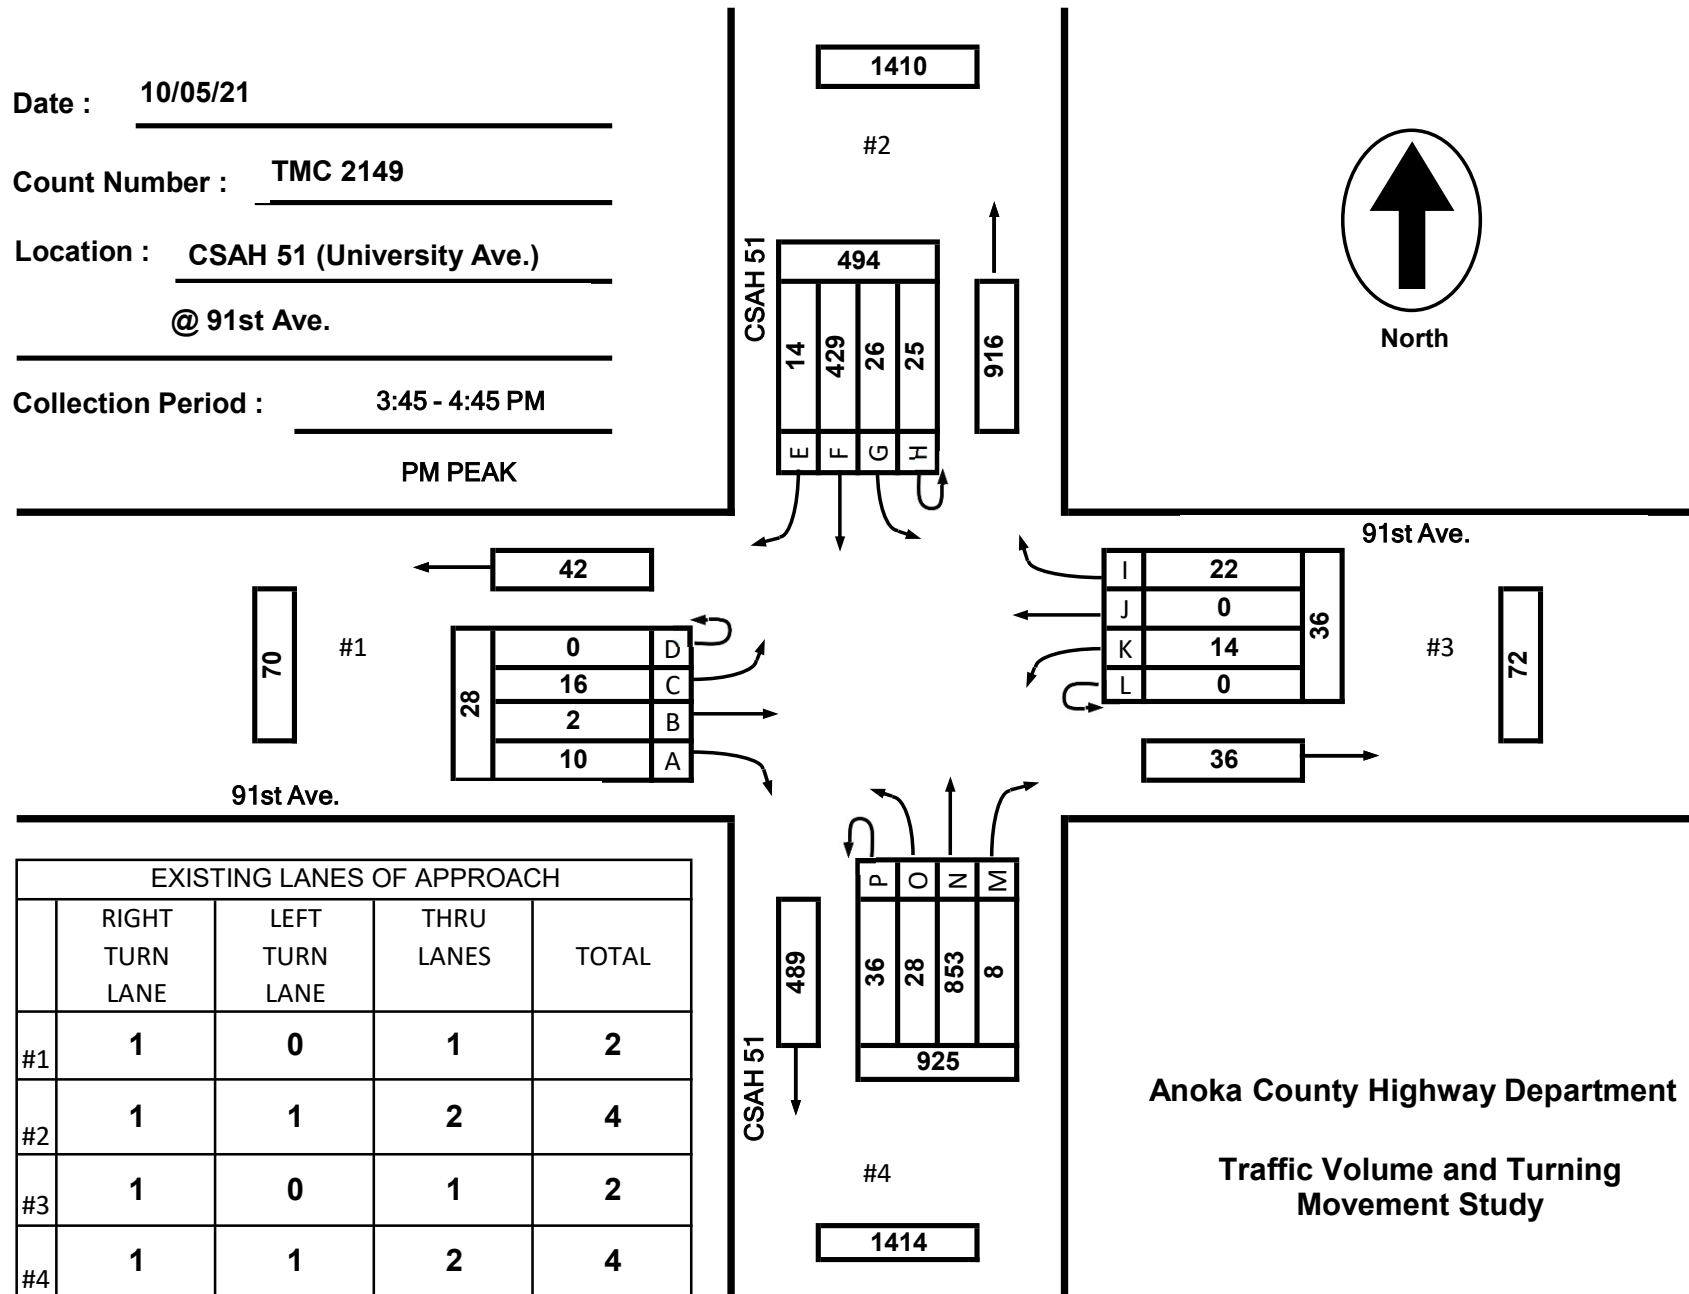 Date : 10/05/21
Count Number : TMC 2149
Location : CSAH 51 (University Ave.)
@ 91st Ave.
Collection Period : 3:45 - 4:45 PM
PM PEAK
1410
#2
CSAH 51
494
14 429 26 25
E F G H
916
North
91st Ave.
42
70
#1
28
0 D
16 C
2 B
10 A
91st Ave.
I 22
J 0
K 14
L 0
36
#3
72
36
P O N M
36 28 853 8
925
489
CSAH 51
#4
1414
EXISTING LANES OF APPROACH
RIGHT TURN LANE
LEFT TURN LANE
THRU LANES
TOTAL
#1 1 0 1 2
#2 1 1 2 4
#3 1 0 1 2
#4 1 1 2 4
Anoka County Highway Department
Traffic Volume and Turning
Movement Study